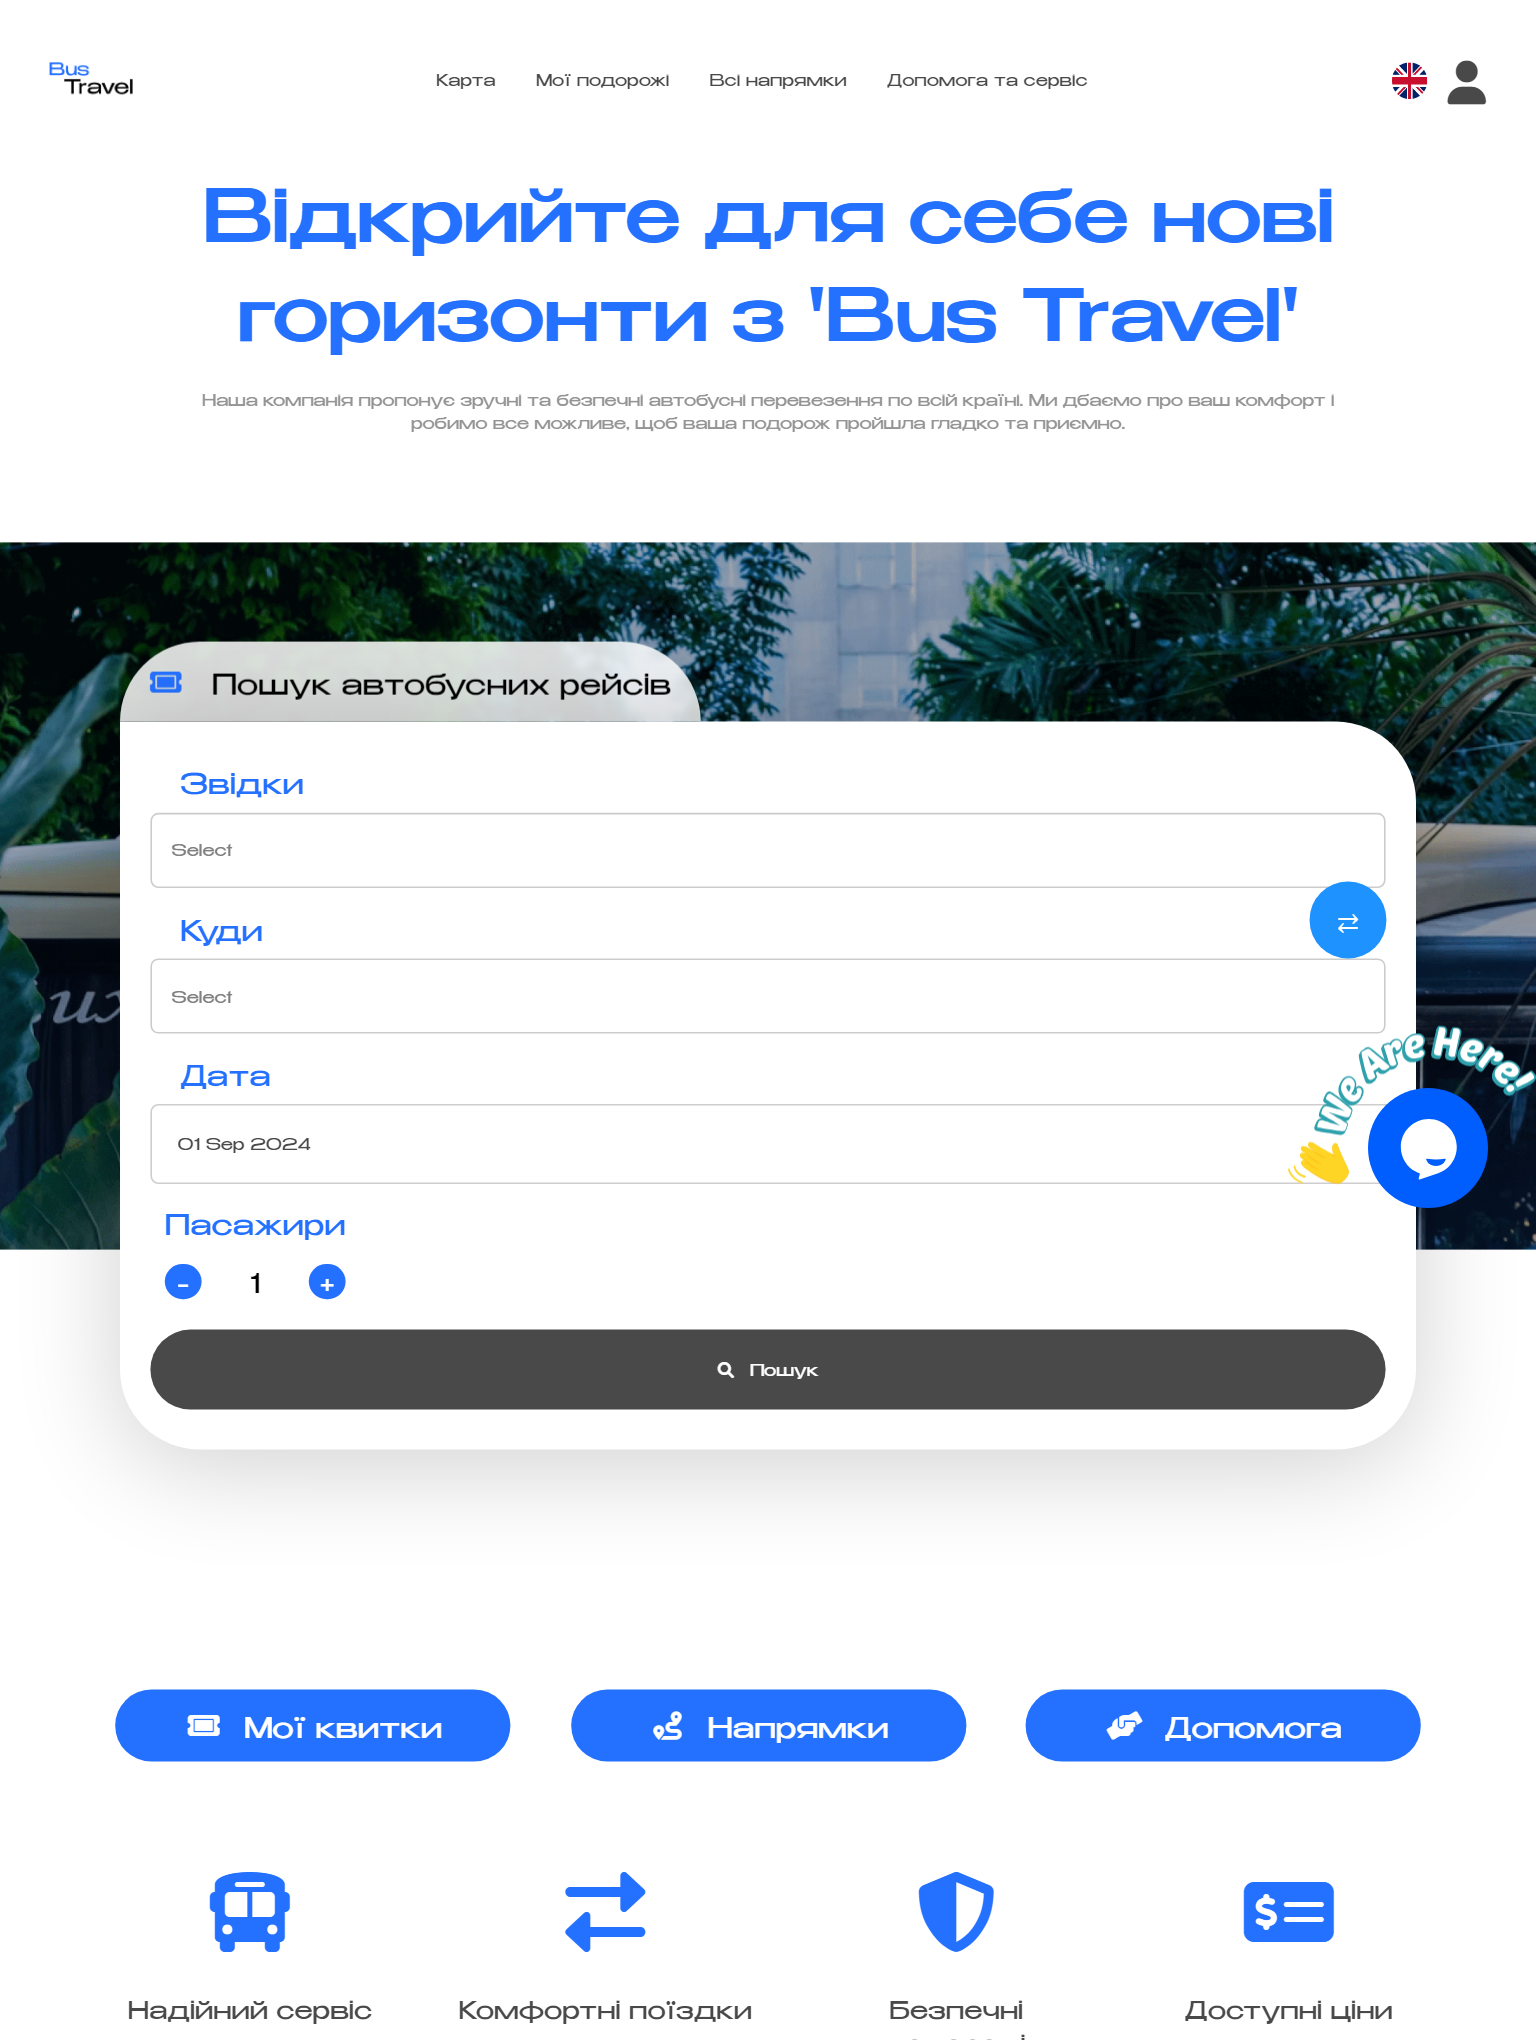 Bus
Travel
Карта Мої подорожі Всі напрямки Допомога та сервіс
Відкрийте для себе нові
горизонти з 'Bus Travel'
Наша компанія пропонує зручні та безпечні автобусні перевезення по всій країні. Ми дбаємо про ваш комфорт і
робимо все можливе, щоб ваша подорож пройшла гладко та приємно.
Пошук автобусних рейсів
Звідки
Select
Куди
Select
Дата
We Are Here!
01 Sep 2024
Пасажири
- 1 +
Пошук
Мої квитки Напрямки Допомога
Надійний сервіс Комфортні поїздки Безпечні Доступні ціни